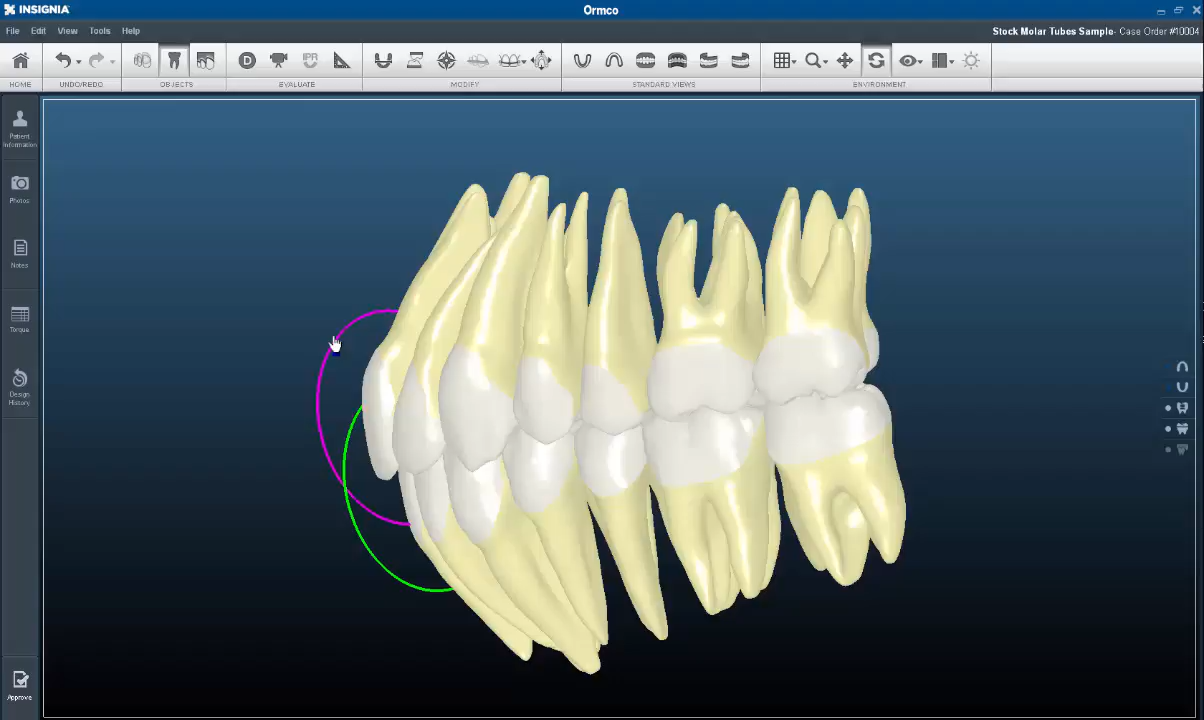 INSIGNIA
Ormco
File Edit View Tools Help
Stock Molar Tubes Sample- Case Order #10004
D
PR
HOME UNDO/REDO OBJECTS EVALUATE MODIFY STANDARD VIEWS ENVIRONMENT
Patient
Information
Photos
Notes
Torque
Design
History
Approve